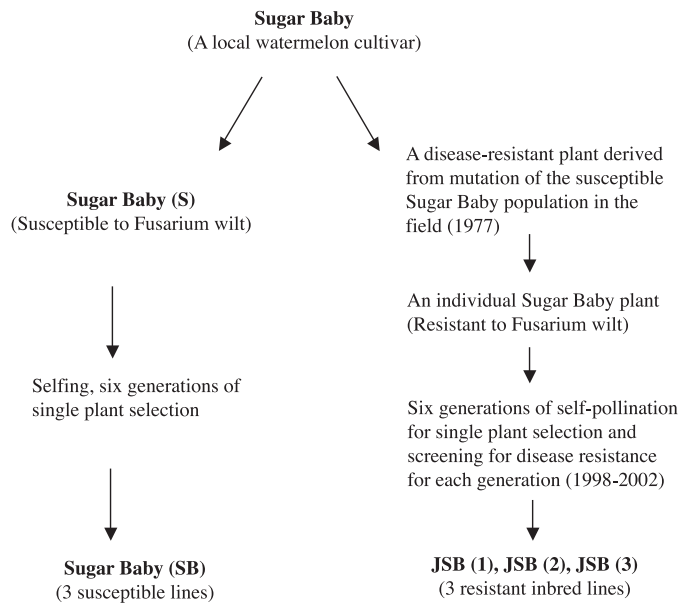 Sugar Baby
(A local watermelon cultivar)
Sugar Baby (S)
(Susceptible to Fusarium wilt)
Selfing, six generations of
single plant selection
Sugar Baby (SB)
(3 susceptible lines)
A disease-resistant plant derived
from mutation of the susceptible
Sugar Baby population in the
field (1977)
An individual Sugar Baby plant
(Resistant to Fusarium wilt)
Six generations of self-pollination
for single plant selection and
screening for disease resistance
for each generation (1998-2002)
JSB (1), JSB (2), JSB (3)
(3 resistant inbred lines)